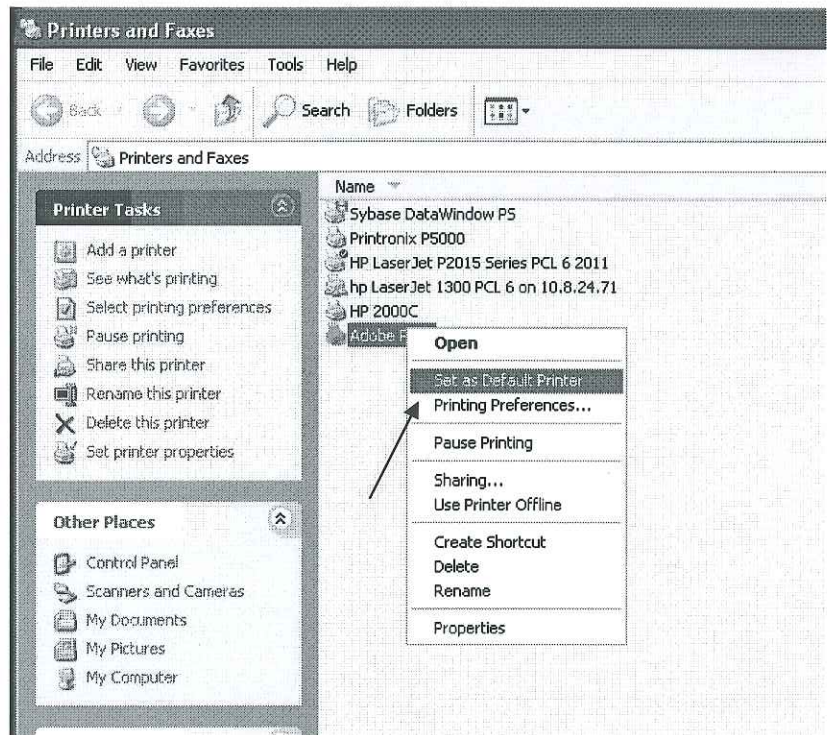 Printers and Faxes
File Edit View Favorites Tools Help
Back Search Folders
Address Printers and Faxes
Printer Tasks
Add a printer
See what's printing
Select printing preferences
Pause printing
Share this printer
Rename this printer
Delete this printer
Set printer properties
Other Places
Control Panel
Scanners and Cameras
My Documents
My Pictures
My Computer
Name
Sybase DataWindow PS
Printronix P5000
HP LaserJet P2015 Series PCL 6 2011
hp LaserJet 1300 PCL 6 on 10.8.24.71
HP 2000C
Adobe
Open
Set as Default Printer
Printing Preferences...
Pause Printing
Sharing...
Use Printer Offline
Create Shortcut
Delete
Rename
Properties